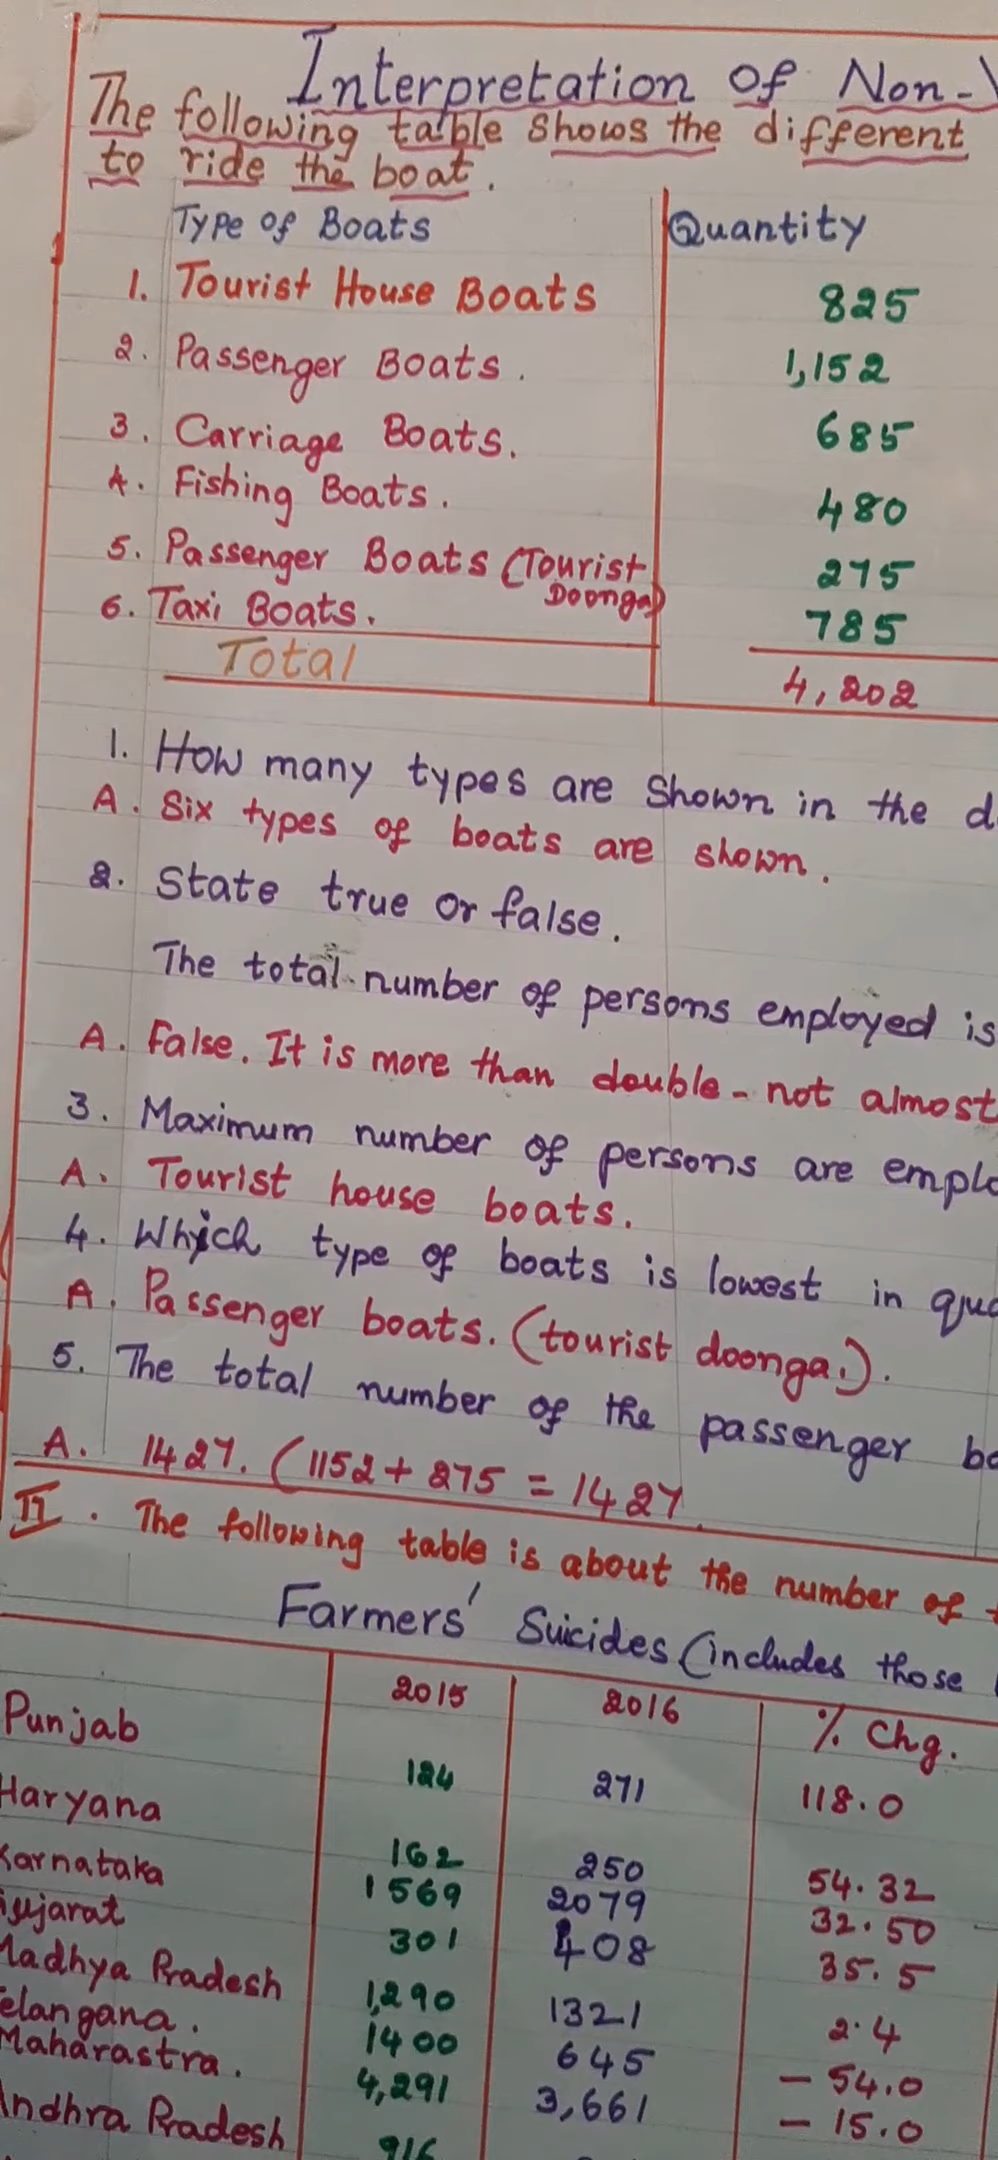 Interpretation of Non-
The following table shows the different
to ride the boat.
Type of Boats Quantity
1. Tourist House Boats 825
2. Passenger Boats. 1,152
3. Carriage Boats. 685
4. Fishing Boats. 480
5. Passenger Boats (Tourist Doonga) 275
6. Taxi Boats. 785
Total 4,202
1. How many types are shown in the
A. Six types of boats are shown.
2. State true or false.
The total number of persons employed is
A. False. It is more than double - not almost
3. Maximum number of persons are emplo
A. Tourist house boats.
4. Which type of boats is lowest in qua
A. Passenger boats. (tourist doonga.).
5. The total number of the passenger bo
A. 1427. (1152 + 275 = 1427
II. The following table is about the number of
Farmers' Suicides (includes those
2015 2016 % Chg.
Punjab 124 271 118.0
Haryana 162 250 54.32
Karnataka 1569 2079 32.50
Gujarat 301 408 35.5
Madhya Pradesh 1,290 1321 2.4
Telangana. 1400 645 - 54.0
Maharastra. 4,291 3,661 - 15.0
Andhra Pradesh 916